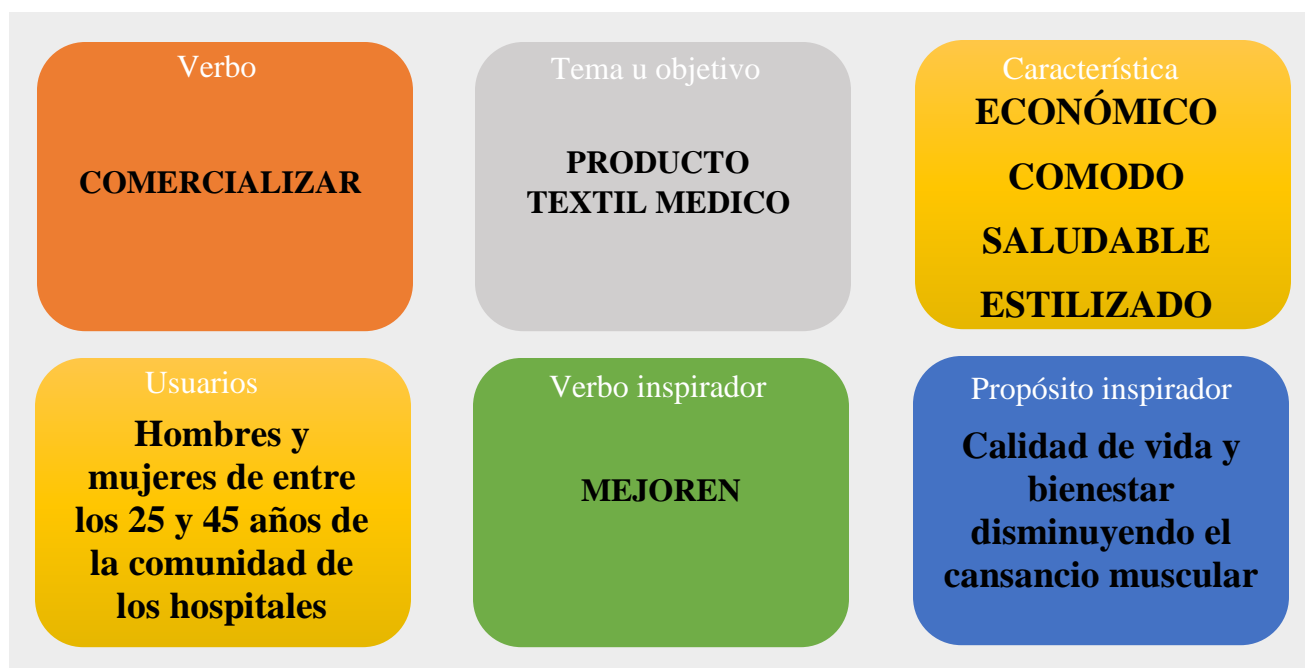 Verbo
COMERCIALIZAR
Tema u objetivo
PRODUCTO
TEXTIL MEDICO
Característica
ECONÓMICO
COMODO
SALUDABLE
ESTILIZADO
Usuarios
Hombres y
mujeres de entre
los 25 y 45 años de
la comunidad de
los hospitales
Verbo inspirador
MEJOREN
Propósito inspirador
Calidad de vida y
bienestar
disminuyendo el
cansancio muscular